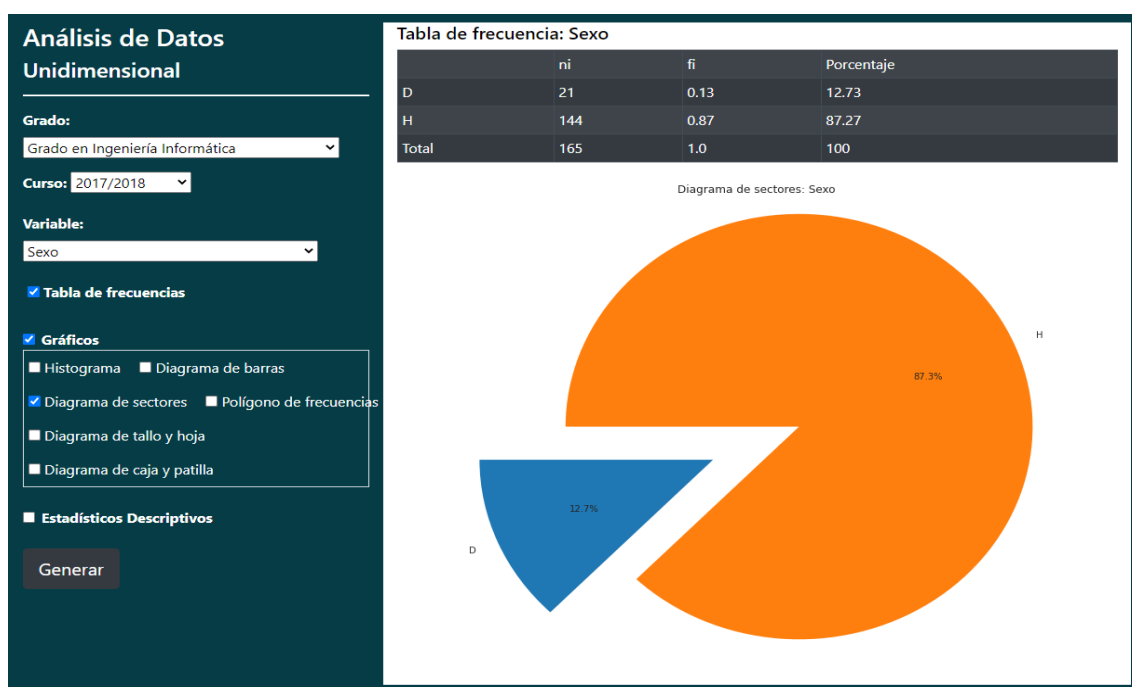 Análisis de Datos
Unidimensional
Grado:
Grado en Ingeniería Informática
Curso: 2017/2018
Variable:
Sexo
Tabla de frecuencias
Gráficos
Histograma Diagrama de barras
Diagrama de sectores Polígono de frecuencias
Diagrama de tallo y hoja
Diagrama de caja y patilla
Estadísticos Descriptivos
Generar
Tabla de frecuencia: Sexo
ni fi Porcentaje
D 21 0.13 12.73
H 144 0.87 87.27
Total 165 1.0 100
Diagrama de sectores: Sexo
H
87.3%
12.7%
D